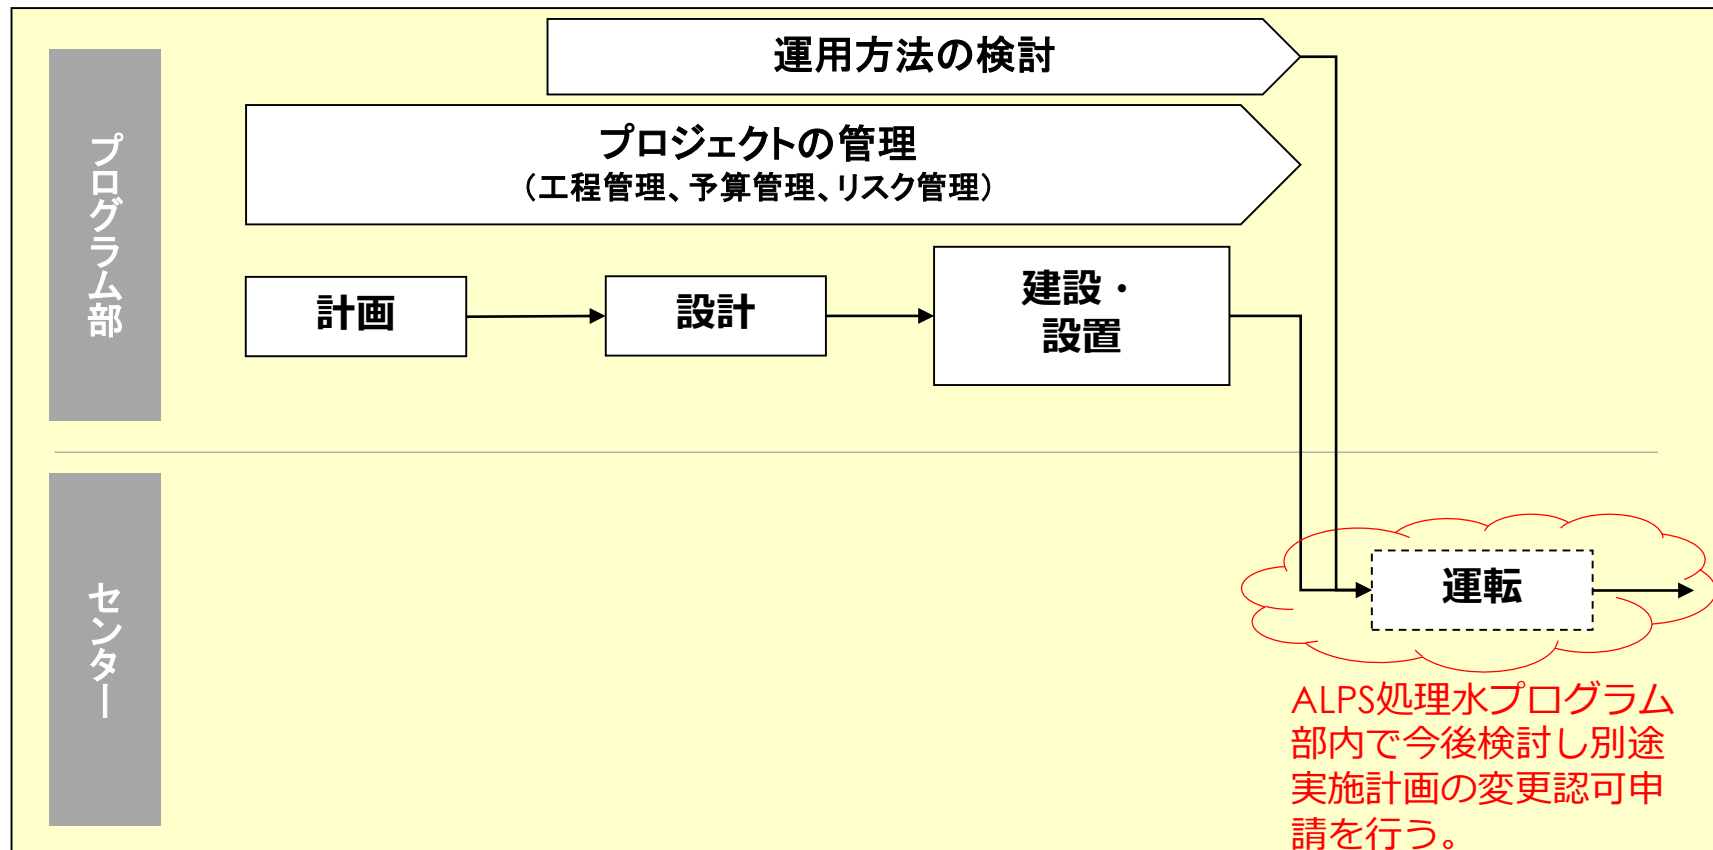 運用方法の検討
プログラム部
プロジェクトの管理
（工程管理、予算管理、リスク管理）
計画
設計
建設・
設置
センター
運転
ALPS処理水プログラム
部内で今後検討し別途
実施計画の変更認可申
請を行う。